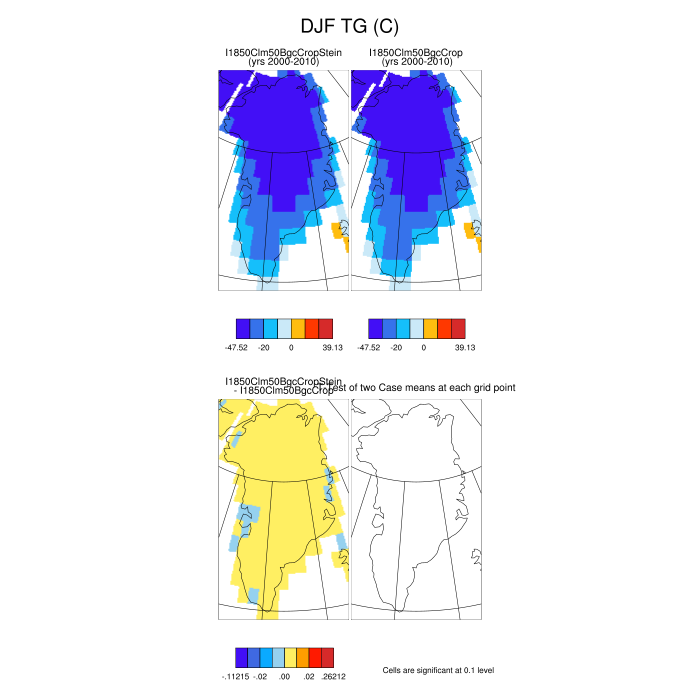 DJF TG (C)
I1850Clm50BgcCropStein
(yrs 2000-2010)
I1850Clm50BgcCrop
(yrs 2000-2010)
-47.52 -20 0 39.13
-47.52 -20 0 39.13
I1850Clm50BgcCropStein
- I1850Clm50BgcCrop
Test of two Case means at each grid point
-.11215 -.02 .00 .02 .26212
Cells are significant at 0.1 level